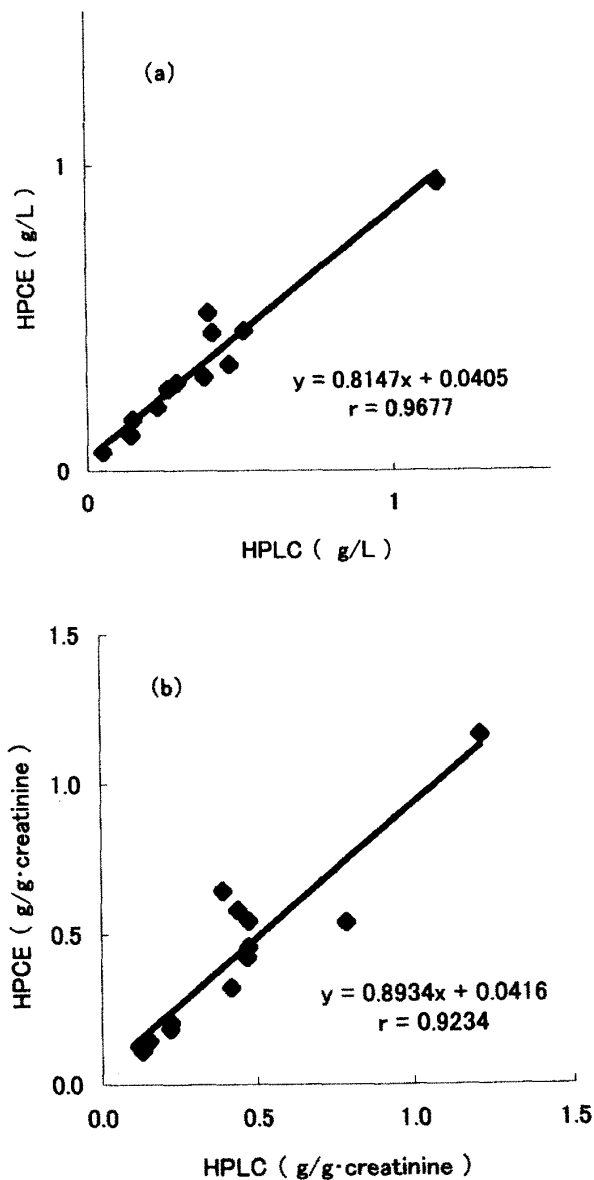 (a)
1
HPCE ( g/L )
y = 0.8147x + 0.0405
r = 0.9677
0
0
1
HPLC ( g/L )
1.5
(b)
1.0
HPCE ( g/g·creatinine )
0.5
y = 0.8934x + 0.0416
r = 0.9234
0.0
0.0
0.5
1.0
1.5
HPLC ( g/g·creatinine )